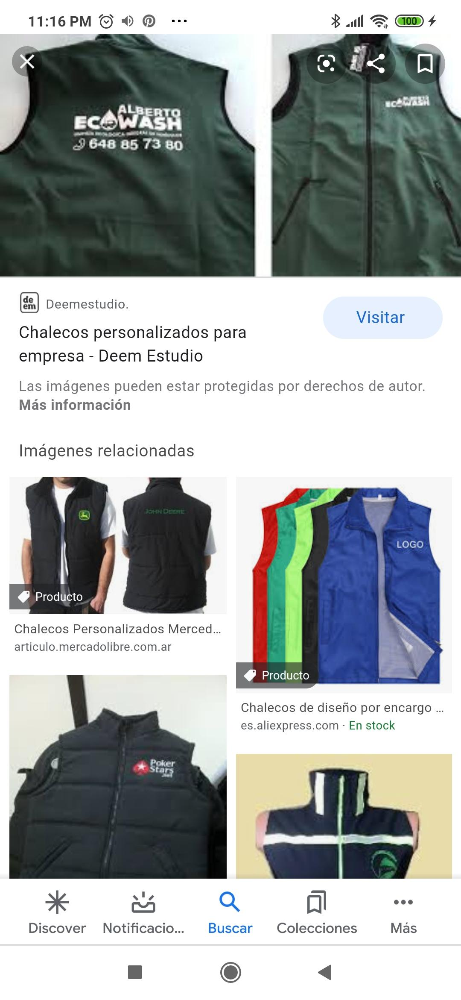 11:16 PM
100
ALBERTO
ECOWASH
648 85 73 80
ECOWASH
de
em
Deemestudio.
Visitar
Chalecos personalizados para
empresa - Deem Estudio
Las imágenes pueden estar protegidas por derechos de autor.
Más información
Imágenes relacionadas
JOHN DEERE
Producto
Chalecos Personalizados Merced...
articulo.mercadolibre.com.ar
LOGO
Producto
Chalecos de diseño por encargo ...
es.aliexpress.com · En stock
Poker
Stars
.net
Discover
Notificacio...
Buscar
Colecciones
Más